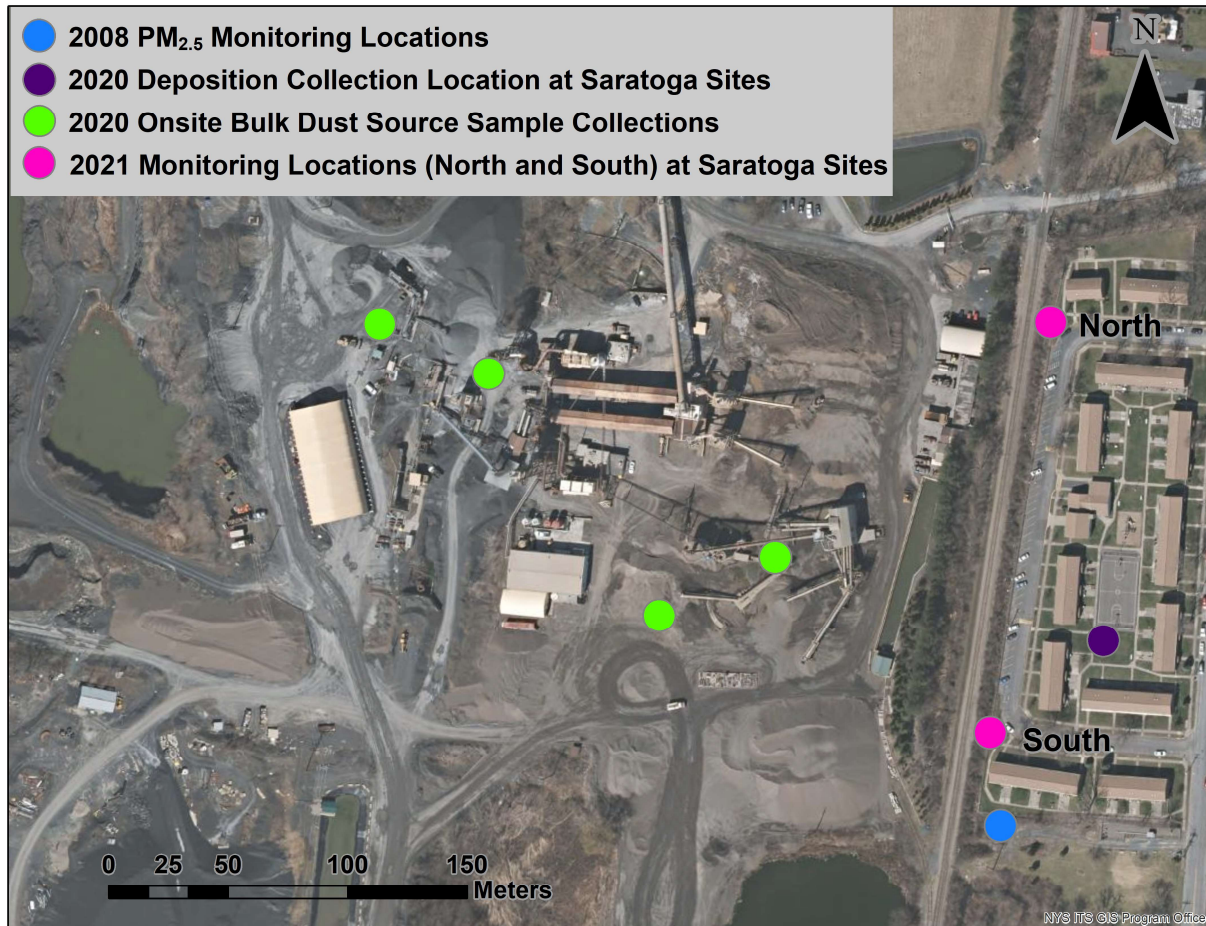 2008 PM2.5 Monitoring Locations
2020 Deposition Collection Location at Saratoga Sites
2020 Onsite Bulk Dust Source Sample Collections
2021 Monitoring Locations (North and South) at Saratoga Sites
N
North
South
0 25 50 100 150
Meters
NYS ITS GIS Program Office